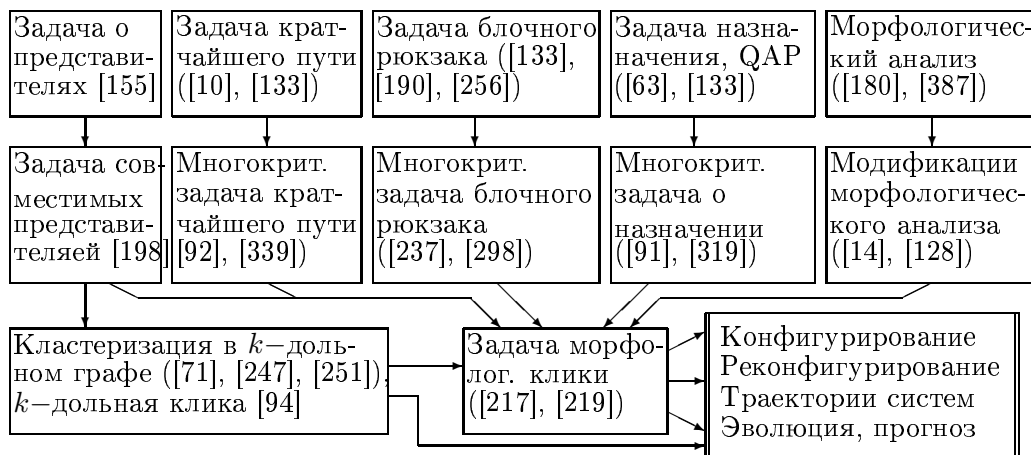 Задача о
представи-
телях [155]
Задача крат-
чайшего пути
([10], [133])
Задача блочного
рюкзака ([133],
[190], [256])
Задача назна-
начения, QAP
([63], [133])
Морфологичес-
кий анализ
([180], [387])
Задача сов-
местимых
представи-
теляей [198]
Многокрит.
задача крат-
чайшего пути
[92], [339])
Многокрит.
задача блочного
рюкзака
([237], [298])
Многокрит.
задача о
назначении
([91], [319])
Модификации
морфологичес-
кого анализа
([14], [128])
Кластеризация в k−доль-
ном графе ([71], [247], [251]),
k−дольная клика [94]
Задача морфо-
лог. клики
([217], [219])
Конфигурирование
Реконфигурирование
Траектории систем
Эволюция, прогноз